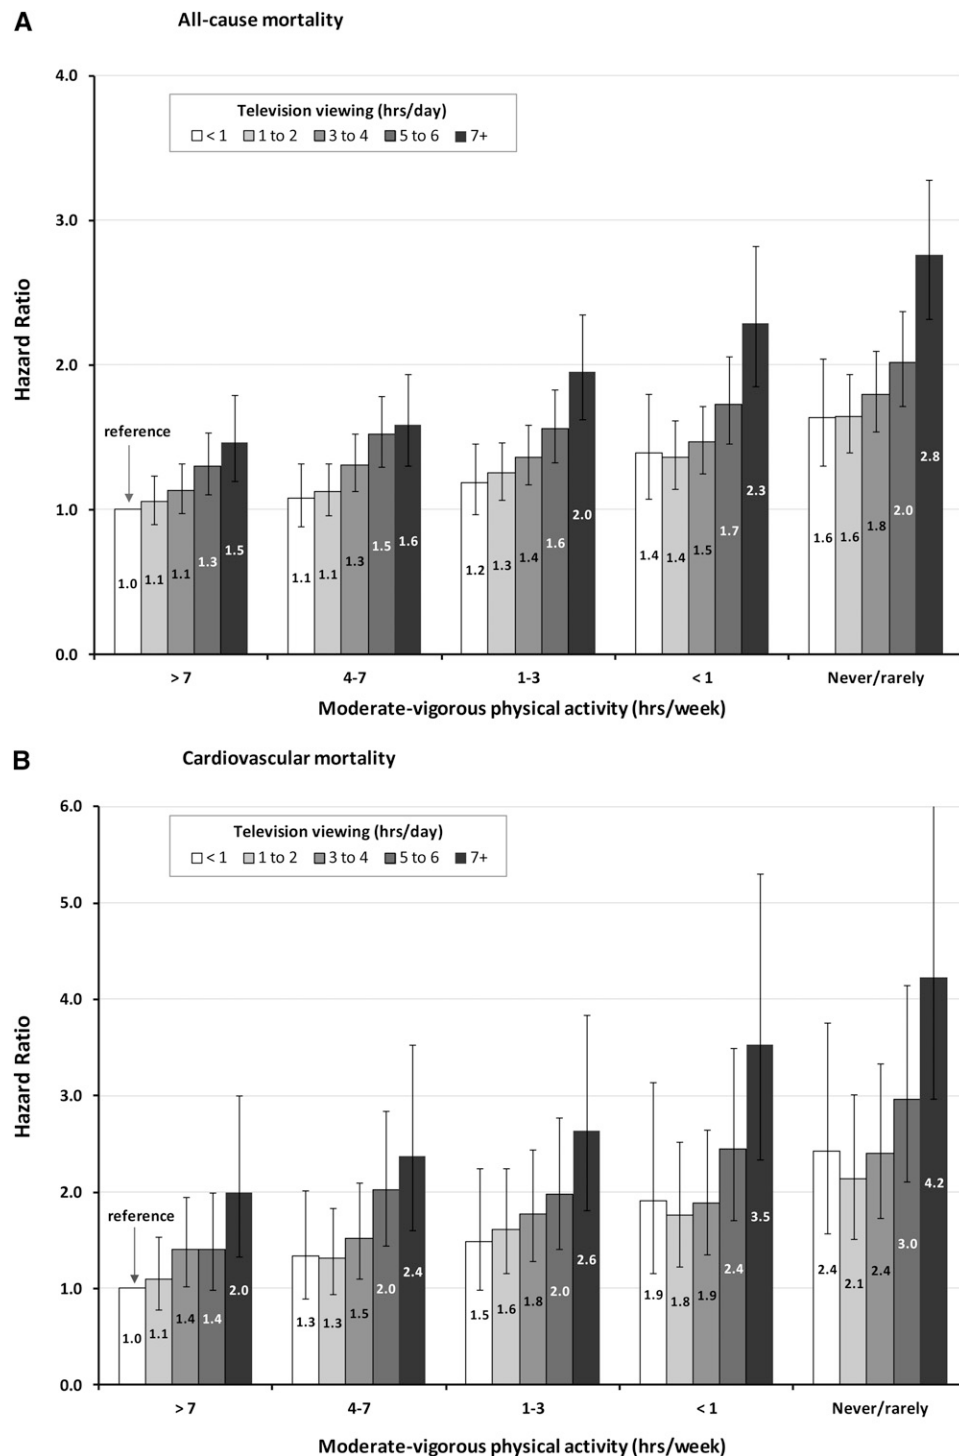 A
All-cause mortality
4.0
Television viewing (hrs/day)
< 1 1 to 2 3 to 4 5 to 6 7+
3.0
Hazard Ratio
2.0
reference
1.0
1.0 1.1 1.1 1.3 1.5 1.1 1.1 1.3 1.5 1.6 1.2 1.3 1.4 1.6 2.0 1.4 1.4 1.5 1.7 2.3 1.6 1.6 1.8 2.0 2.8
0.0
> 7 4-7 1-3 < 1 Never/rarely
Moderate-vigorous physical activity (hrs/week)
B
Cardiovascular mortality
6.0
Television viewing (hrs/day)
< 1 1 to 2 3 to 4 5 to 6 7+
5.0
4.0
Hazard Ratio
3.0
2.0
reference
1.0
1.0 1.1 1.4 1.4 2.0 1.3 1.3 1.5 2.0 2.4 1.5 1.6 1.8 2.0 2.6 1.9 1.8 1.9 2.4 3.5 2.4 2.1 2.4 3.0 4.2
0.0
> 7 4-7 1-3 < 1 Never/rarely
Moderate-vigorous physical activity (hrs/week)